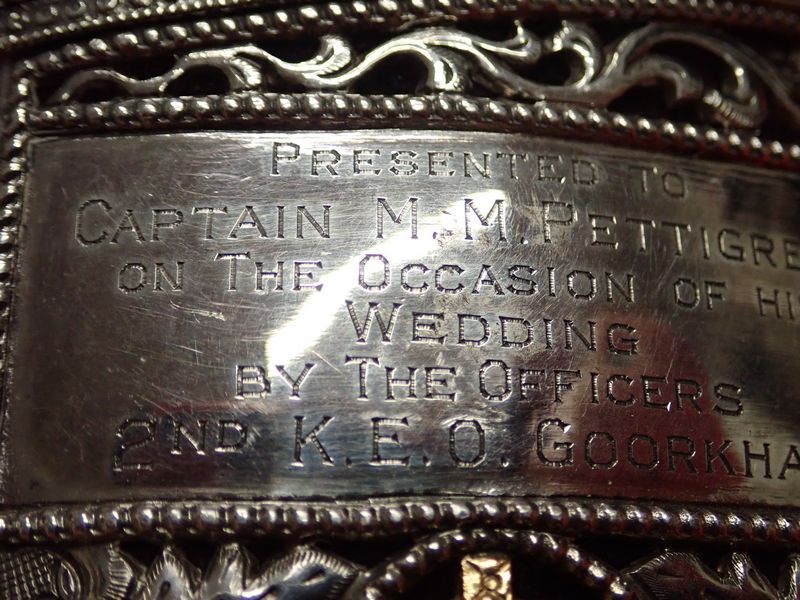 PRESENTED TO
CAPTAIN M. M. PETTIGRE
ON THE OCCASION OF HI
WEDDING
BY THE OFFICERS
2ND K.E.O. GOORKHA